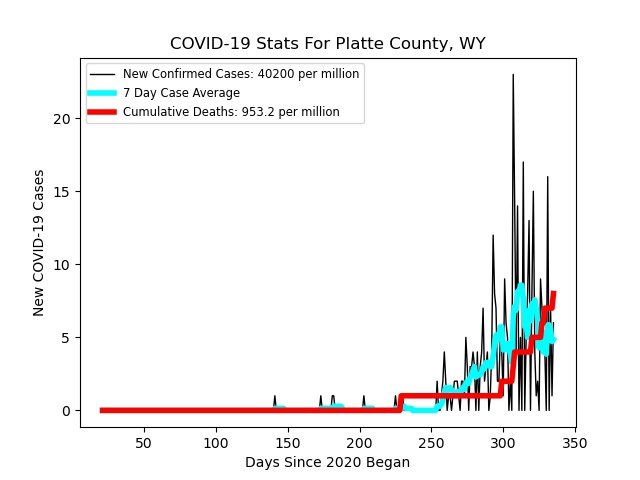 COVID-19 Stats For Platte County, WY
New Confirmed Cases: 40200 per million
7 Day Case Average
Cumulative Deaths: 953.2 per million
New COVID-19 Cases
20
15
10
5
0
50
100
150
200
250
300
350
Days Since 2020 Began